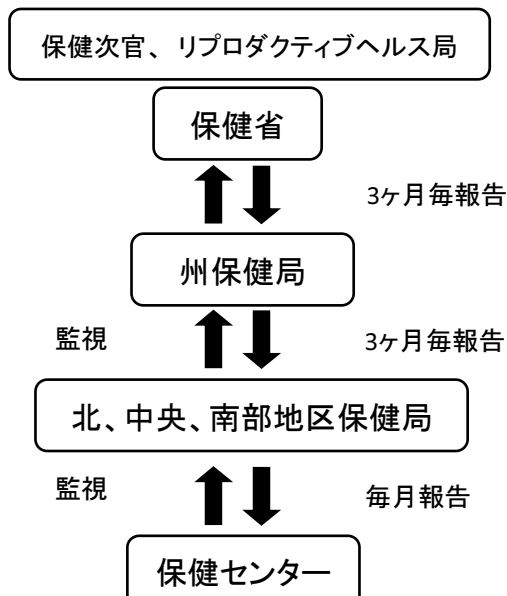 保健次官、リプロダクティブヘルス局
保健省
3ヶ月毎報告
州保健局
監視
3ヶ月毎報告
北、中央、南部地区保健局
監視
毎月報告
保健センター